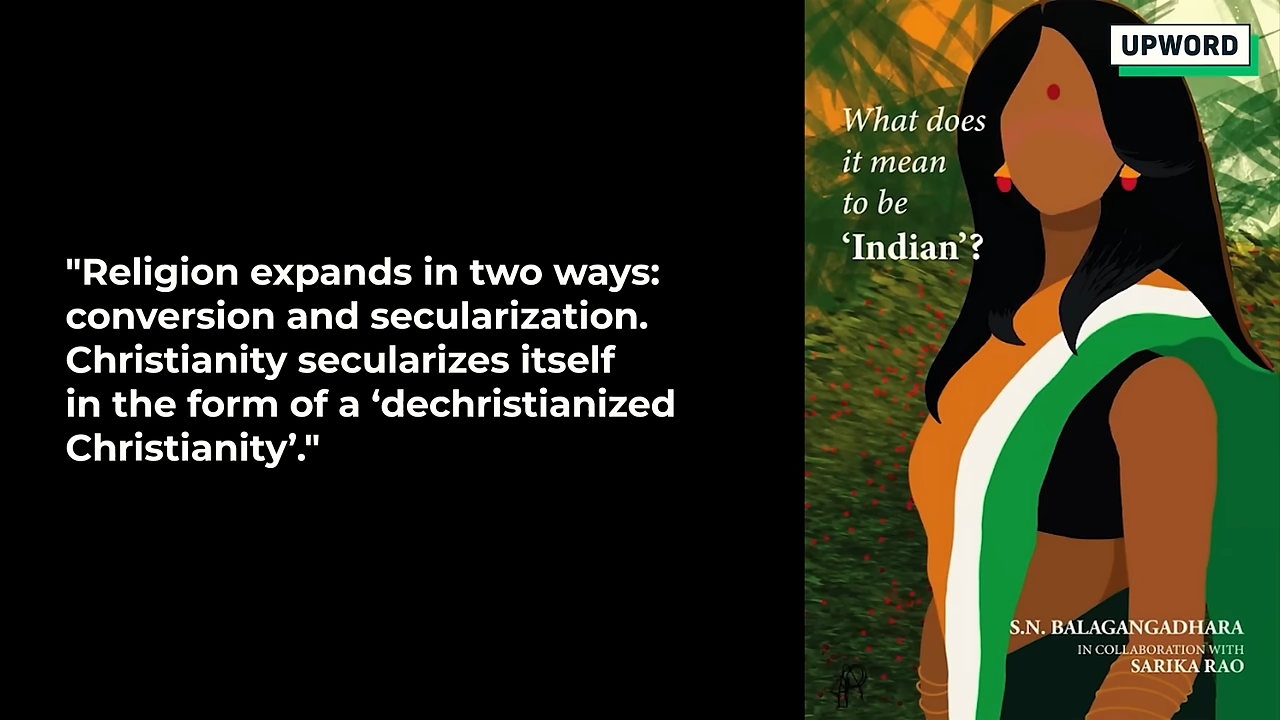 "Religion expands in two ways:
conversion and secularization.
Christianity secularizes itself
in the form of a ‘dechristianized
Christianity’."
UPWORD
What does
it mean
to be
‘Indian’?
S.N. BALAGANGADHARA
IN COLLABORATION WITH
SARIKA RAO